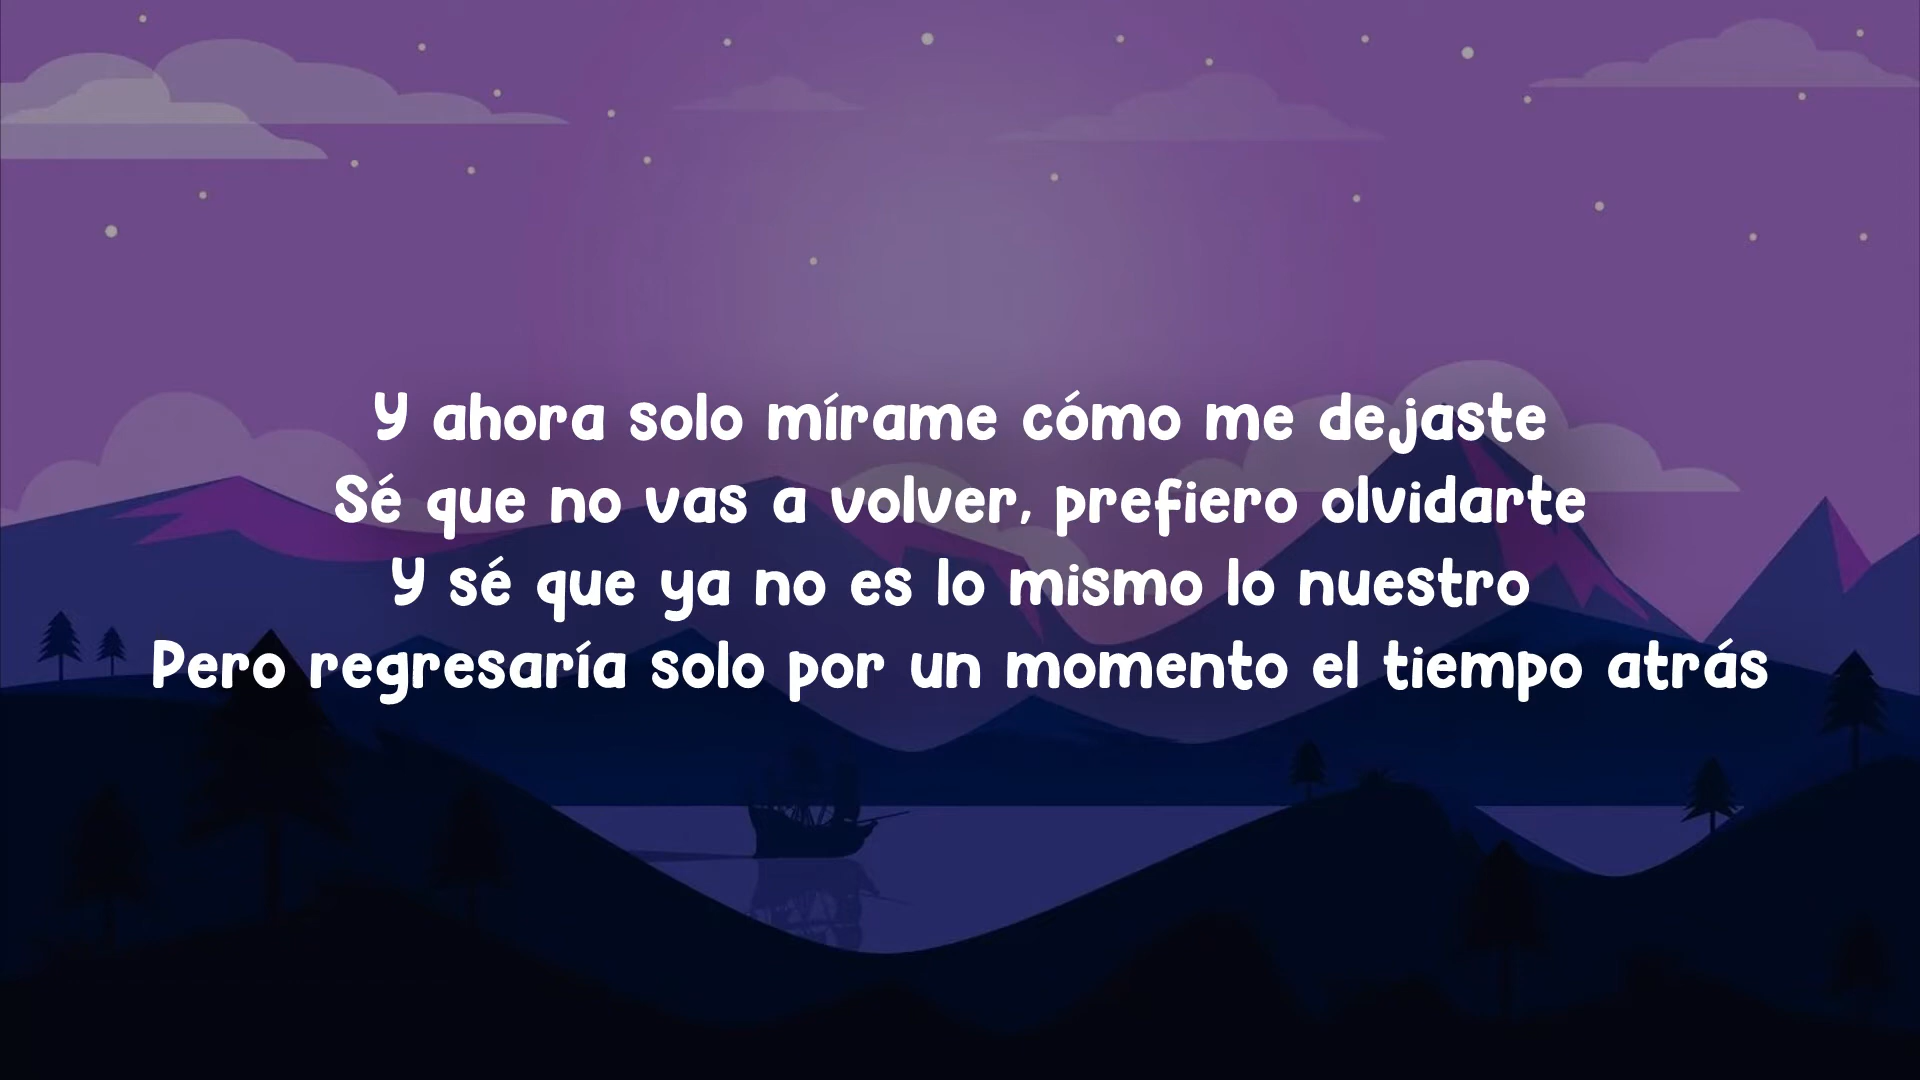 Y ahora solo mírame cómo me dejaste
Sé que no vas a volver, prefiero olvidarte
Y sé que ya no es lo mismo lo nuestro
Pero regresaría solo por un momento el tiempo atrás